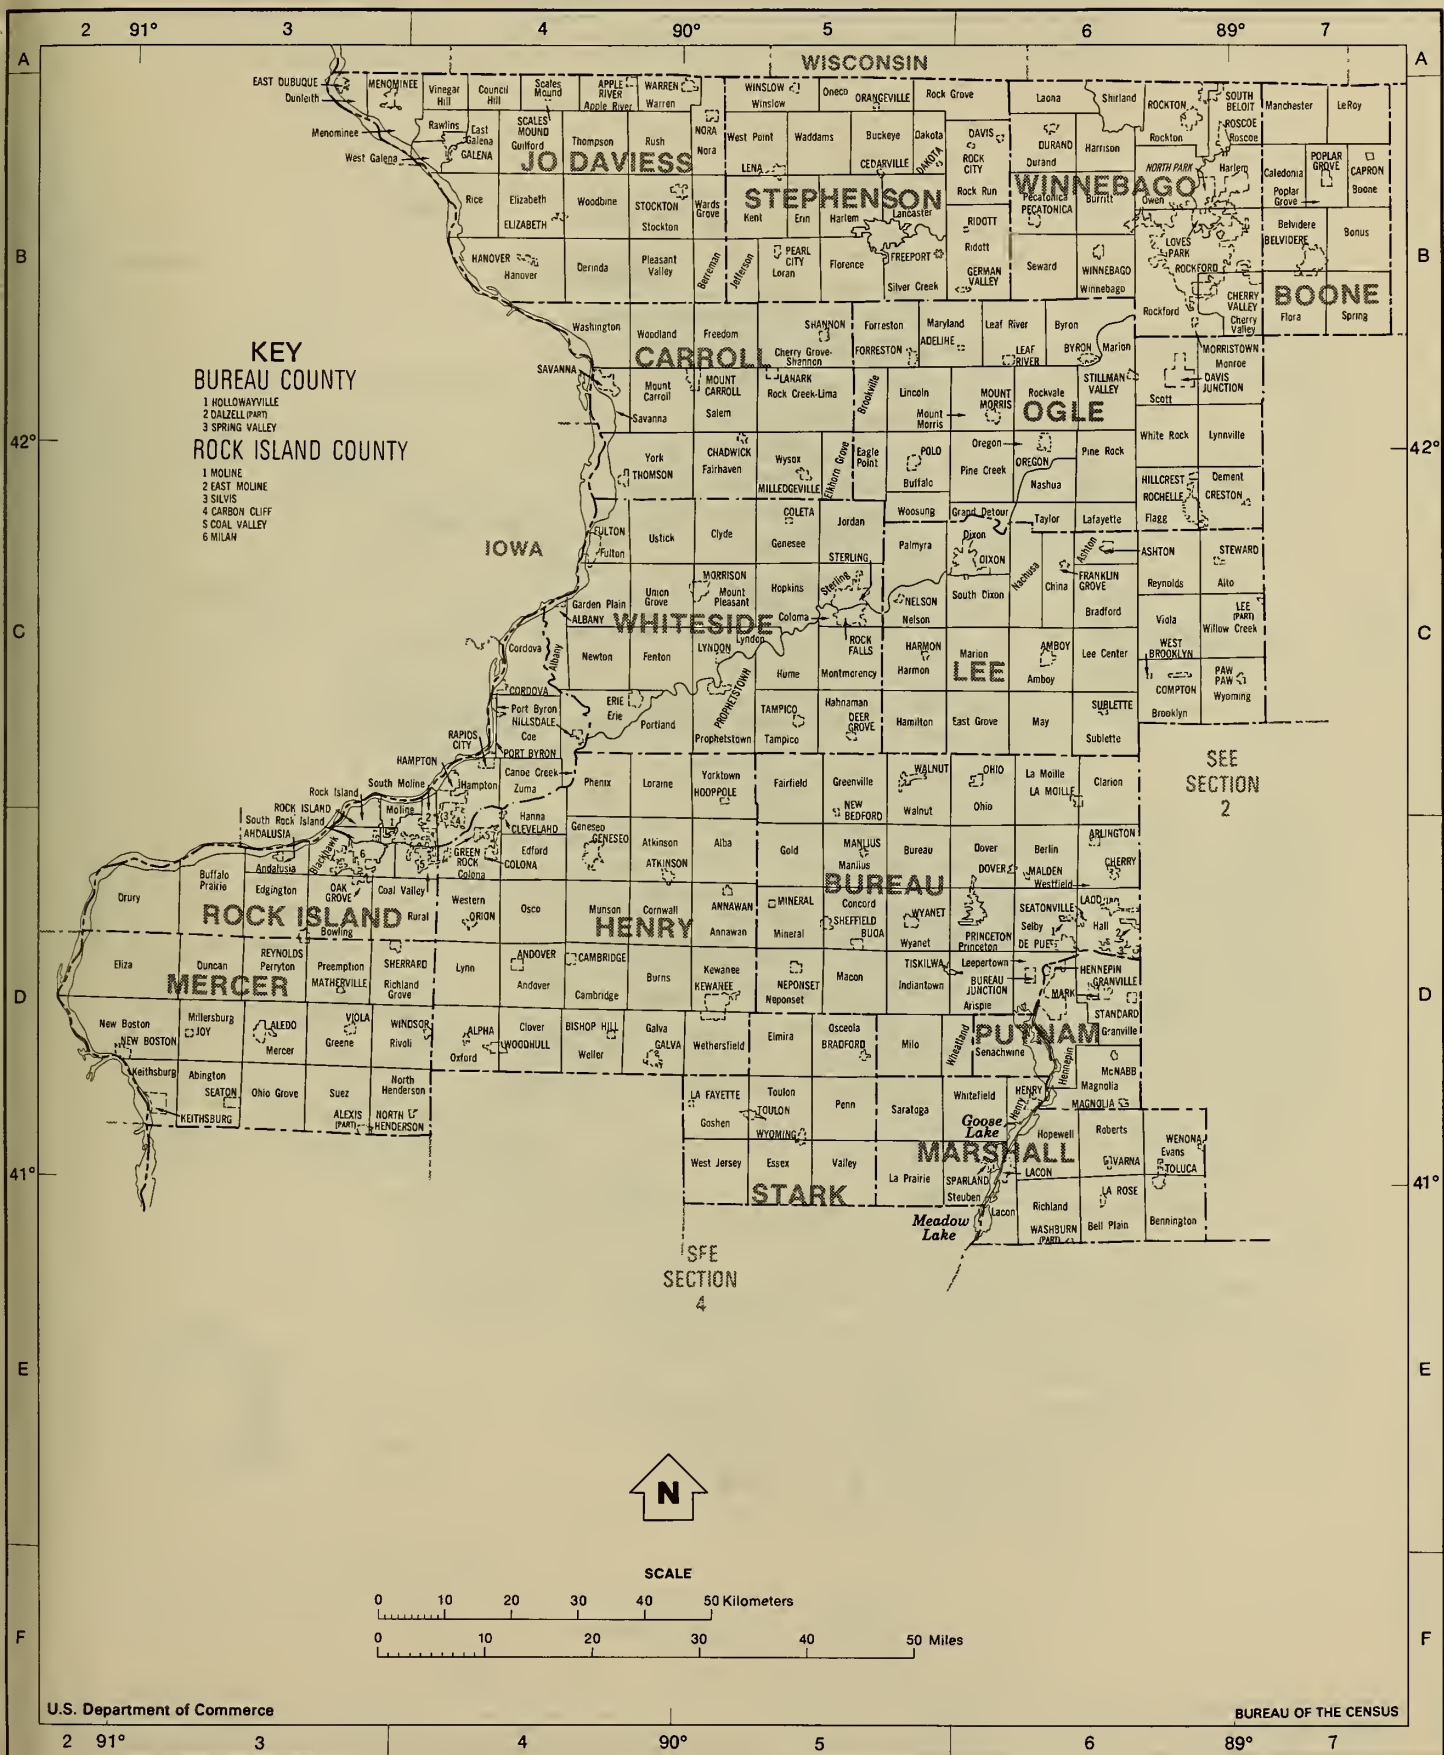 2 91° 3 4 90° 5 6 89° 7
A A
WISCONSIN
EAST DUBUQUE
Dunleith
MENOMINEE
Vinegar
Hill
Council
Hill
Scales
Mound
APPLE
RIVER
Apple River
WARREN
Warren
WINSLOW
Winslow
Oneco
ORANGEVILLE
Rock Grove
Laona
Shirland
ROCKTON
Rockton
SOUTH
BELOIT
ROSCOE
Roscoe
Manchester
LeRoy
Menominee
West Galena
Rawlins
East
Galena
GALENA
SCALES
MOUND
Guilford
Thompson
Rush
NORA
Nora
JO DAVIESS
West Point
LENA
Waddams
Buckeye
CEDARVILLE
Dakota
DAKOTA
DAVIS
ROCK
CITY
Rock Run
DURAND
Durand
Harrison
NORTH PARK
Harlem
Owen
Caledonia
Poplar
Grove
POPLAR
GROVE
CAPRON
Boone
STEPHENSON
WINNEBAGO
Rice
Elizabeth
ELIZABETH
Woodbine
STOCKTON
Stockton
Wards
Grove
Kent
Erin
Harlem
Lancaster
RIDOTT
Ridott
Pecatonica
PECATONICA
Burritt
B B
HANOVER
Hanover
Derinda
Pleasant
Valley
Berreman
Jefferson
PEARL
CITY
Loran
Florence
FREEPORT
Silver Creek
GERMAN
VALLEY
Seward
WINNEBAGO
Winnebago
LOVES
PARK
ROCKFORD
Rockford
CHERRY
VALLEY
Cherry
Valley
Belvidere
BELVIDERE
Bonus
BOONE
Flora
Spring
KEY
BUREAU COUNTY
1 HOLLOWAYVILLE
2 DALZELL (PART)
3 SPRING VALLEY
ROCK ISLAND COUNTY
1 MOLINE
2 EAST MOLINE
3 SILVIS
4 CARBON CLIFF
5 COAL VALLEY
6 MILAN
Washington
Woodland
Freedom
SHANNON
Cherry Grove-
Shannon
Forreston
FORRESTON
Maryland
ADELINE
Leaf River
LEAF
RIVER
Byron
BYRON
Marion
MORRISTOWN
Monroe
DAVIS
JUNCTION
Scott
CARROLL
SAVANNA
Savanna
Mount
Carroll
MOUNT
CARROLL
Salem
LANARK
Rock Creek-Lima
Brookville
Lincoln
Mount
Morris
MOUNT
MORRIS
Rockvale
STILLMAN
VALLEY
OGLE
42° 42°
York
THOMSON
CHADWICK
Fairhaven
Wysox
MILLEDGEVILLE
Elkhorn Grove
Eagle
Point
POLO
Buffalo
Oregon
Pine Creek
OREGON
Nashua
Pine Rock
White Rock
Lynnville
HILLCREST
ROCHELLE
Flagg
Dement
CRESTON
IOWA
FULTON
Fulton
Ustick
Clyde
COLETA
Genesee
Jordan
STERLING
Woosung
Grand Detour
Taylor
Lafayette
Palmyra
Dixon
DIXON
Nachusa
China
Ashton
ASHTON
FRANKLIN
GROVE
Reynolds
STEWARD
Alto
Garden Plain
ALBANY
Albany
Union
Grove
MORRISON
Mount
Pleasant
Hopkins
Sterling
Coloma
ROCK
FALLS
NELSON
Nelson
South Dixon
Bradford
Viola
LEE
(PART)
Willow Creek
WHITESIDE
C C
Cordova
CORDOVA
Newton
Fenton
LYNDON
Lyndon
Hume
Montmorency
HARMON
Harmon
Marion
AMBOY
Amboy
Lee Center
WEST
BROOKLYN
COMPTON
Brooklyn
PAW
PAW
Wyoming
LEE
Port Byron
HILLSDALE
Coe
PORT BYRON
RAPIDS
CITY
HAMPTON
Hampton
ERIE
Erie
Portland
PROPHETSTOWN
Prophetstown
TAMPICO
Tampico
Hahnaman
DEER
GROVE
Hamilton
East Grove
May
SUBLETTE
Sublette
SEE
SECTION
2
Canoe Creek
Zuma
Phenix
Loraine
Yorktown
HOOPPOLE
Fairfield
Greenville
NEW
BEDFORD
WALNUT
Walnut
OHIO
Ohio
La Moille
LA MOILLE
Clarion
Rock Island
ROCK ISLAND
South Rock Island
ANDALUSIA
Andalusia
South Moline
Moline
Blackhawk
Hanna
CLEVELAND
GREEN
ROCK
Colona
COLONA
Edford
Geneseo
GENESEO
Atkinson
ATKINSON
Alba
Gold
MANLIUS
Manlius
Bureau
Dover
DOVER
Berlin
MALDEN
Westfield
ARLINGTON
CHERRY
BUREAU
Drury
Buffalo
Prairie
Edgington
OAK
GROVE
Coal Valley
Rural
Bowling
Western
ORION
Osco
Munson
Cornwall
ANNAWAN
Annawan
MINERAL
Mineral
Concord
SHEFFIELD
BUDA
WYANET
Wyanet
PRINCETON
Princeton
SEATONVILLE
Selby
DE PUE
LADD
Hall
ROCK ISLAND
HENRY
Eliza
Duncan
REYNOLDS
Perryton
Preemption
MATHERVILLE
SHERRARD
Richland
Grove
Lynn
ANDOVER
Andover
CAMBRIDGE
Cambridge
Burns
Kewanee
KEWANEE
NEPONSET
Neponset
Macon
TISKILWA
Indiantown
Leepertown
BUREAU
JUNCTION
Arispie
HENNEPIN
GRANVILLE
MARK
STANDARD
Granville
MERCER
D D
New Boston
NEW BOSTON
Millersburg
JOY
ALEDO
Mercer
VIOLA
Greene
WINDSOR
Rivoli
ALPHA
Oxford
Clover
WOODHULL
BISHOP HILL
Weller
Galva
GALVA
Wethersfield
Elmira
Osceola
BRADFORD
Milo
Wheatland
Senachwine
PUTNAM
Hennepin
McNABB
Magnolia
MAGNOLIA
Keithsburg
KEITHSBURG
Abington
SEATON
Ohio Grove
Suez
ALEXIS
(PART)
North
Henderson
NORTH
HENDERSON
LA FAYETTE
Goshen
Toulon
TOULON
WYOMING
Penn
Saratoga
Whitefield
HENRY
Henry
Goose
Lake
Hopewell
Roberts
WENONA
Evans
TOLUCA
VARNA
MARSHALL
41° 41°
West Jersey
Essex
Valley
La Prairie
SPARLAND
Steuben
LACON
Lacon
Richland
WASHBURN
(PART)
LA ROSE
Bell Plain
Bennington
STARK
Meadow
Lake
SEE
SECTION
4
E E
N
SCALE
0 10 20 30 40 50 Kilometers
0 10 20 30 40 50 Miles
F F
U.S. Department of Commerce
BUREAU OF THE CENSUS
2 91° 3 4 90° 5 6 89° 7